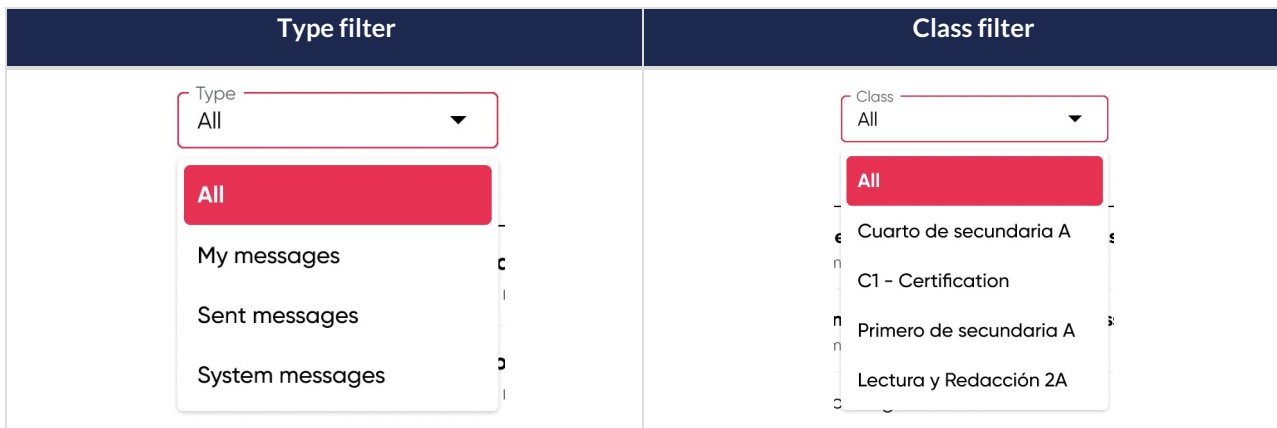 Type filter
Class filter
Type
All
All
My messages
Sent messages
System messages
Class
All
All
Cuarto de secundaria A
C1 - Certification
Primero de secundaria A
Lectura y Redacción 2A